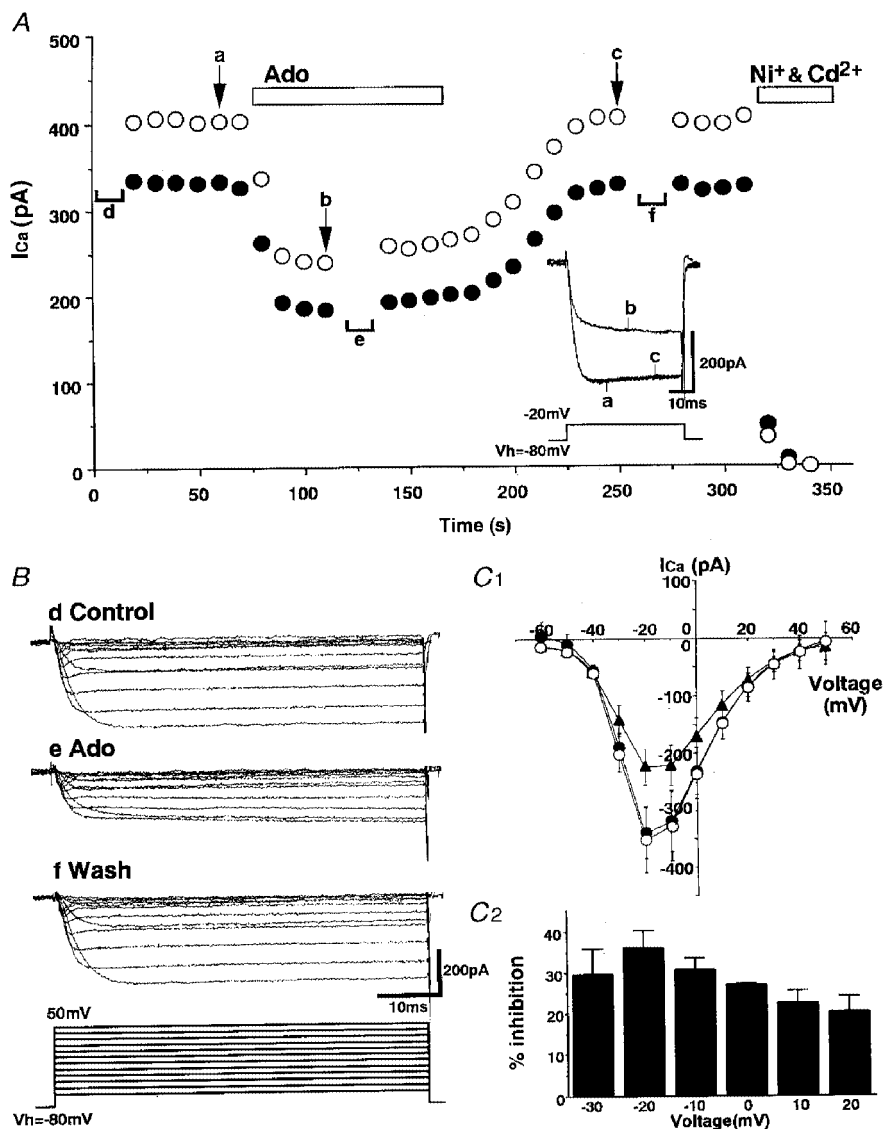 A
500
400
300
200
100
0
ICa (pA)
a
Ado
c
Ni+ & Cd2+
d
b
e
f
b
c
a
200pA
10ms
-20mV
Vh=-80mV
0 50 100 150 200 250 300 350
Time (s)
B
d Control
e Ado
f Wash
200pA
10ms
50mV
Vh=-80mV
C1
ICa (pA)
100
-60 -40 -20 0 20 40 60
0
Voltage
(mV)
-100
-200
-300
-400
C2
40
30
20
10
0
% inhibition
-30 -20 -10 0 10 20
Voltage(mV)